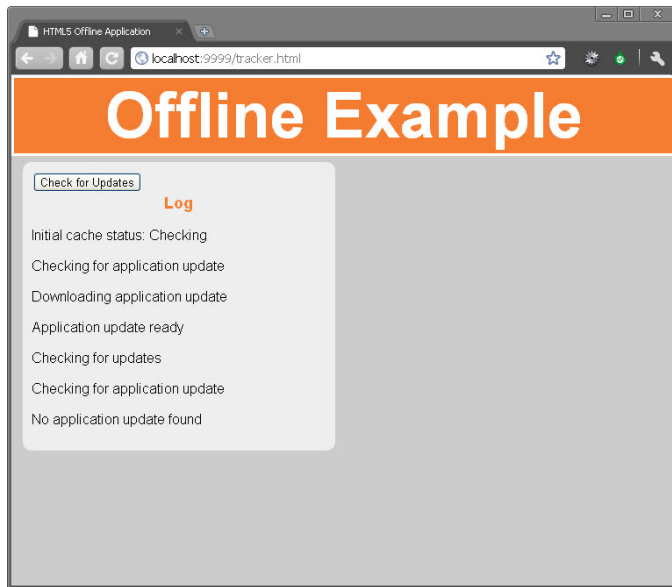 HTML5 Offline Application
localhost:9999/tracker.html
Offline Example
Check for Updates
Log
Initial cache status: Checking
Checking for application update
Downloading application update
Application update ready
Checking for updates
Checking for application update
No application update found